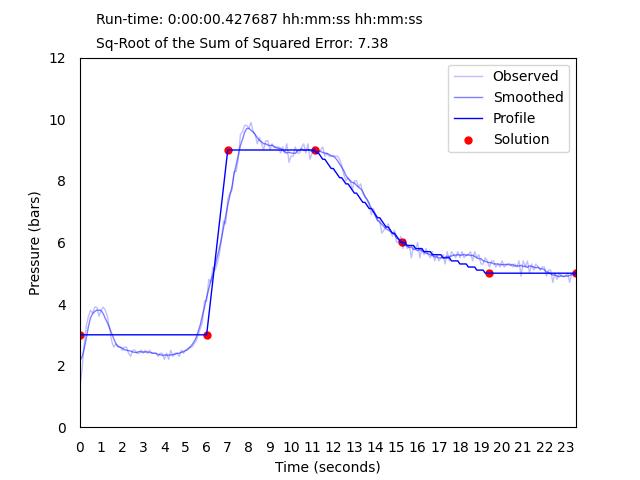 Run-time: 0:00:00.427687 hh:mm:ss hh:mm:ss
Sq-Root of the Sum of Squared Error: 7.38
Observed
Smoothed
Profile
Solution
12
10
8
6
4
2
0
Pressure (bars)
0 1 2 3 4 5 6 7 8 9 10 11 12 13 14 15 16 17 18 19 20 21 22 23
Time (seconds)